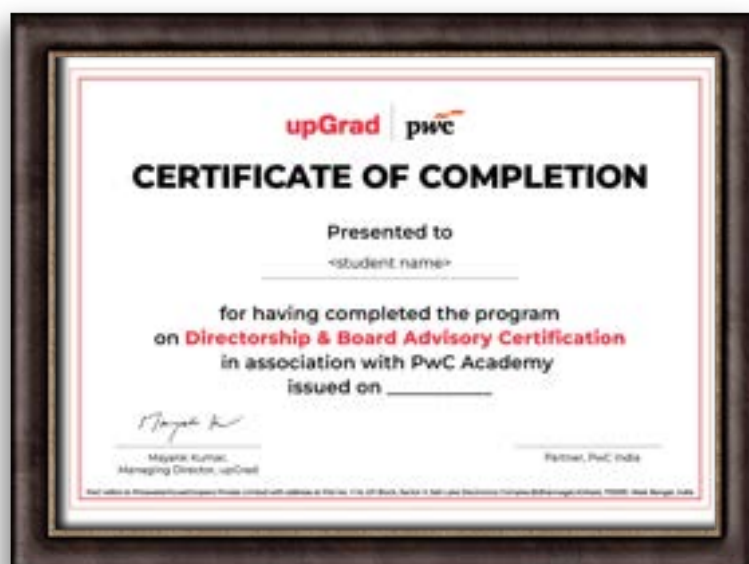 upGrad pwc
CERTIFICATE OF COMPLETION
Presented to
<student name>
for having completed the program
on Directorship & Board Advisory Certification
in association with PwC Academy
issued on ___________
Mayank Kumar,
Managing Director, upGrad
Partner, PwC India